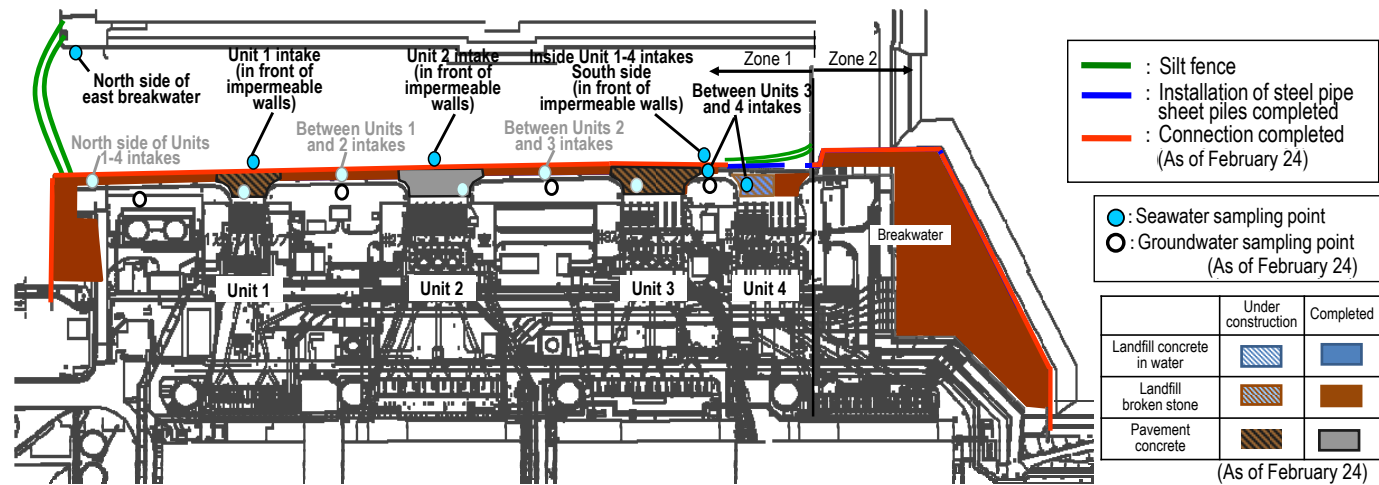 Unit 1 intake
(in front of
impermeable
walls)
Unit 2 intake
(in front of
impermeable
walls)
Inside Unit 1-4 intakes
South side
(in front of
impermeable walls)
Zone 1
Zone 2
North side of
east breakwater
Between Units 3
and 4 intakes
North side of Units
1-4 intakes
Between Units 1
and 2 intakes
Between Units 2
and 3 intakes
Breakwater
Unit 1
Unit 2
Unit 3
Unit 4
: Silt fence
: Installation of steel pipe
sheet piles completed
: Connection completed
(As of February 24)
: Seawater sampling point
: Groundwater sampling point
(As of February 24)
Under
construction
Completed
Landfill concrete
in water
Landfill
broken stone
Pavement
concrete
(As of February 24)